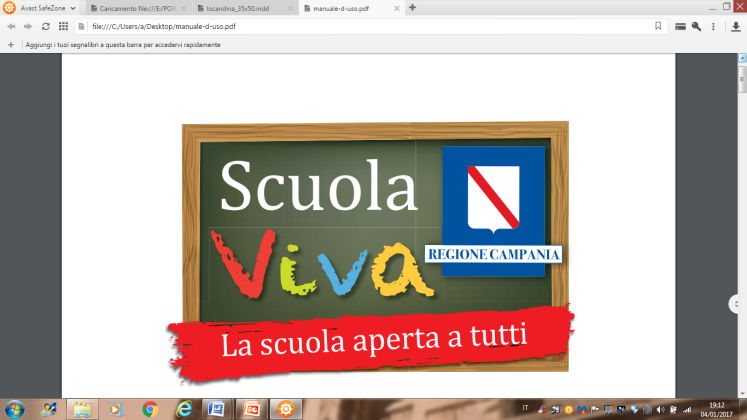 Avast SafeZone
Caricamento file:///E:/POF
locandina_35x50.indd
manuale-d-uso.pdf
file:///C:/Users/a/Desktop/manuale-d-uso.pdf
Aggiungi i tuoi segnalibri a questa barra per accedervi rapidamente
Scuola
Viva
REGIONE CAMPANIA
La scuola aperta a tutti
IT
19:12
04/01/2017